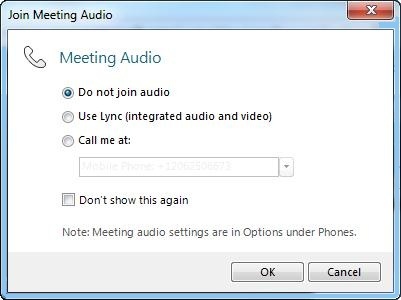 Join Meeting Audio
Meeting Audio
Do not join audio
Use Lync (integrated audio and video)
Call me at:
Mobile Phone: +12062506673
Don't show this again
Note: Meeting audio settings are in Options under Phones.
OK
Cancel